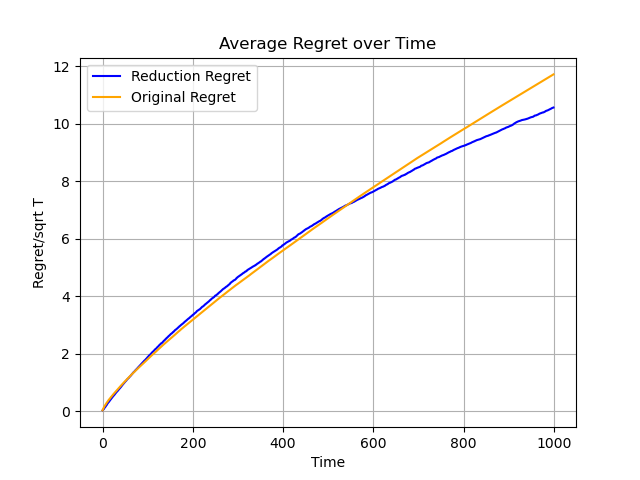 Average Regret over Time
12
10
8
6
4
2
0
Regret/sqrt T
Reduction Regret
Original Regret
0 200 400 600 800 1000
Time